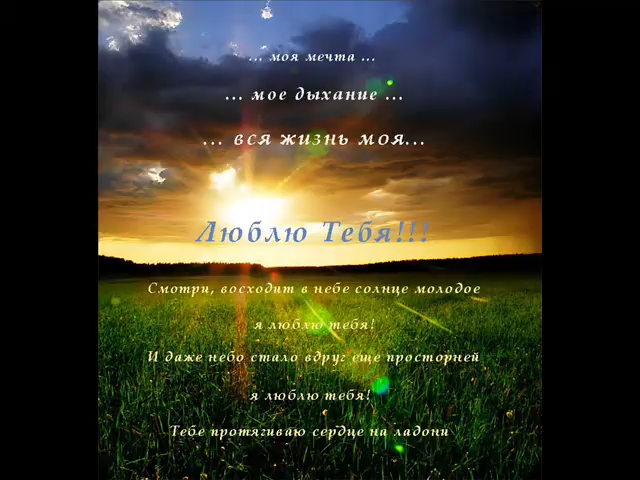 ... моя мечта ...
... мое дыхание ...
... вся жизнь моя...
Люблю Тебя!!!
Смотри, восходит в небе солнце молодое
я люблю тебя!
И даже небо стало вдруг еще просторней
я люблю тебя!
Тебе протягиваю сердце на ладони